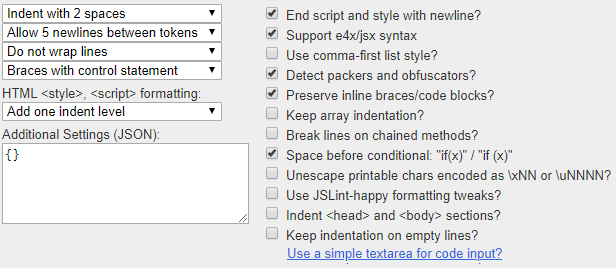 Indent with 2 spaces
Allow 5 newlines between tokens
Do not wrap lines
Braces with control statement
HTML <style>, <script> formatting:
Add one indent level
Additional Settings (JSON):
{}
End script and style with newline?
Support e4x/jsx syntax
Use comma-first list style?
Detect packers and obfuscators?
Preserve inline braces/code blocks?
Keep array indentation?
Break lines on chained methods?
Space before conditional: "if(x)" / "if (x)"
Unescape printable chars encoded as \xNN or \uNNNN?
Use JSLint-happy formatting tweaks?
Indent <head> and <body> sections?
Keep indentation on empty lines?
Use a simple textarea for code input?